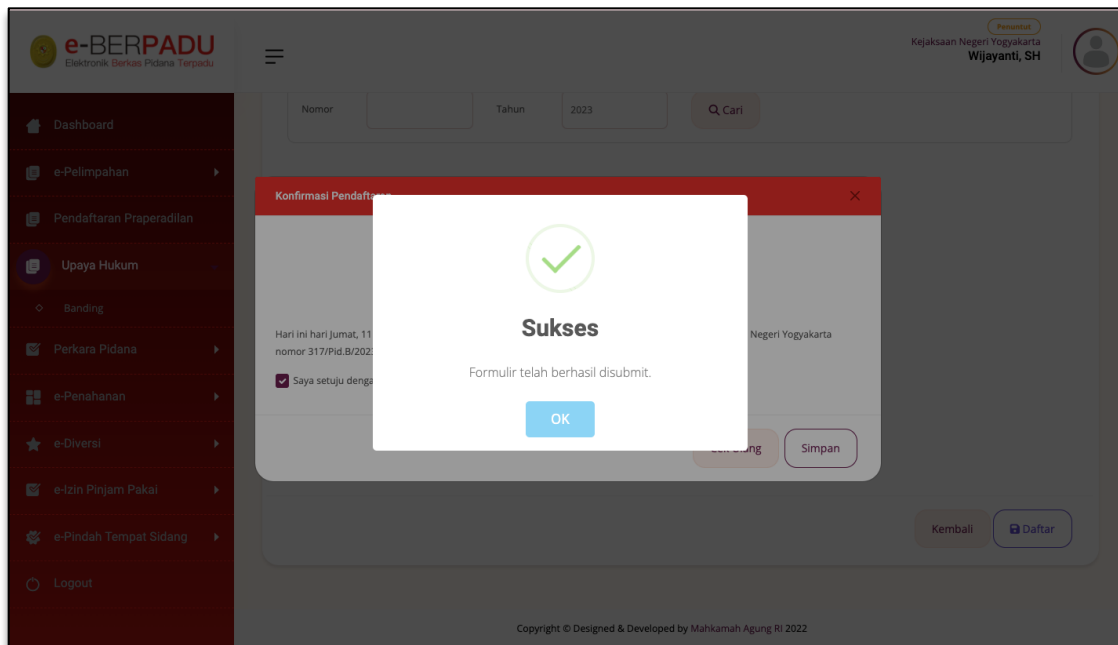 e-BERPADU
Elektronik Berkas Pidana Terpadu
Penuntut
Kejaksaan Negeri Yogyakarta
Wijayanti, SH
Dashboard
e-Pelimpahan
Pendaftaran Praperadilan
Upaya Hukum
Banding
Perkara Pidana
e-Penahanan
e-Diversi
e-Izin Pinjam Pakai
e-Pindah Tempat Sidang
Logout
Nomor Tahun 2023 Cari
Konfirmasi Pendaftaran
Sukses
Formulir telah berhasil disubmit.
OK
Hari ini hari Jumat, 11 Negeri Yogyakarta
nomor 317/Pid.B/202
Saya setuju denga
Simpan
Kembali Daftar
Copyright © Designed & Developed by Mahkamah Agung RI 2022